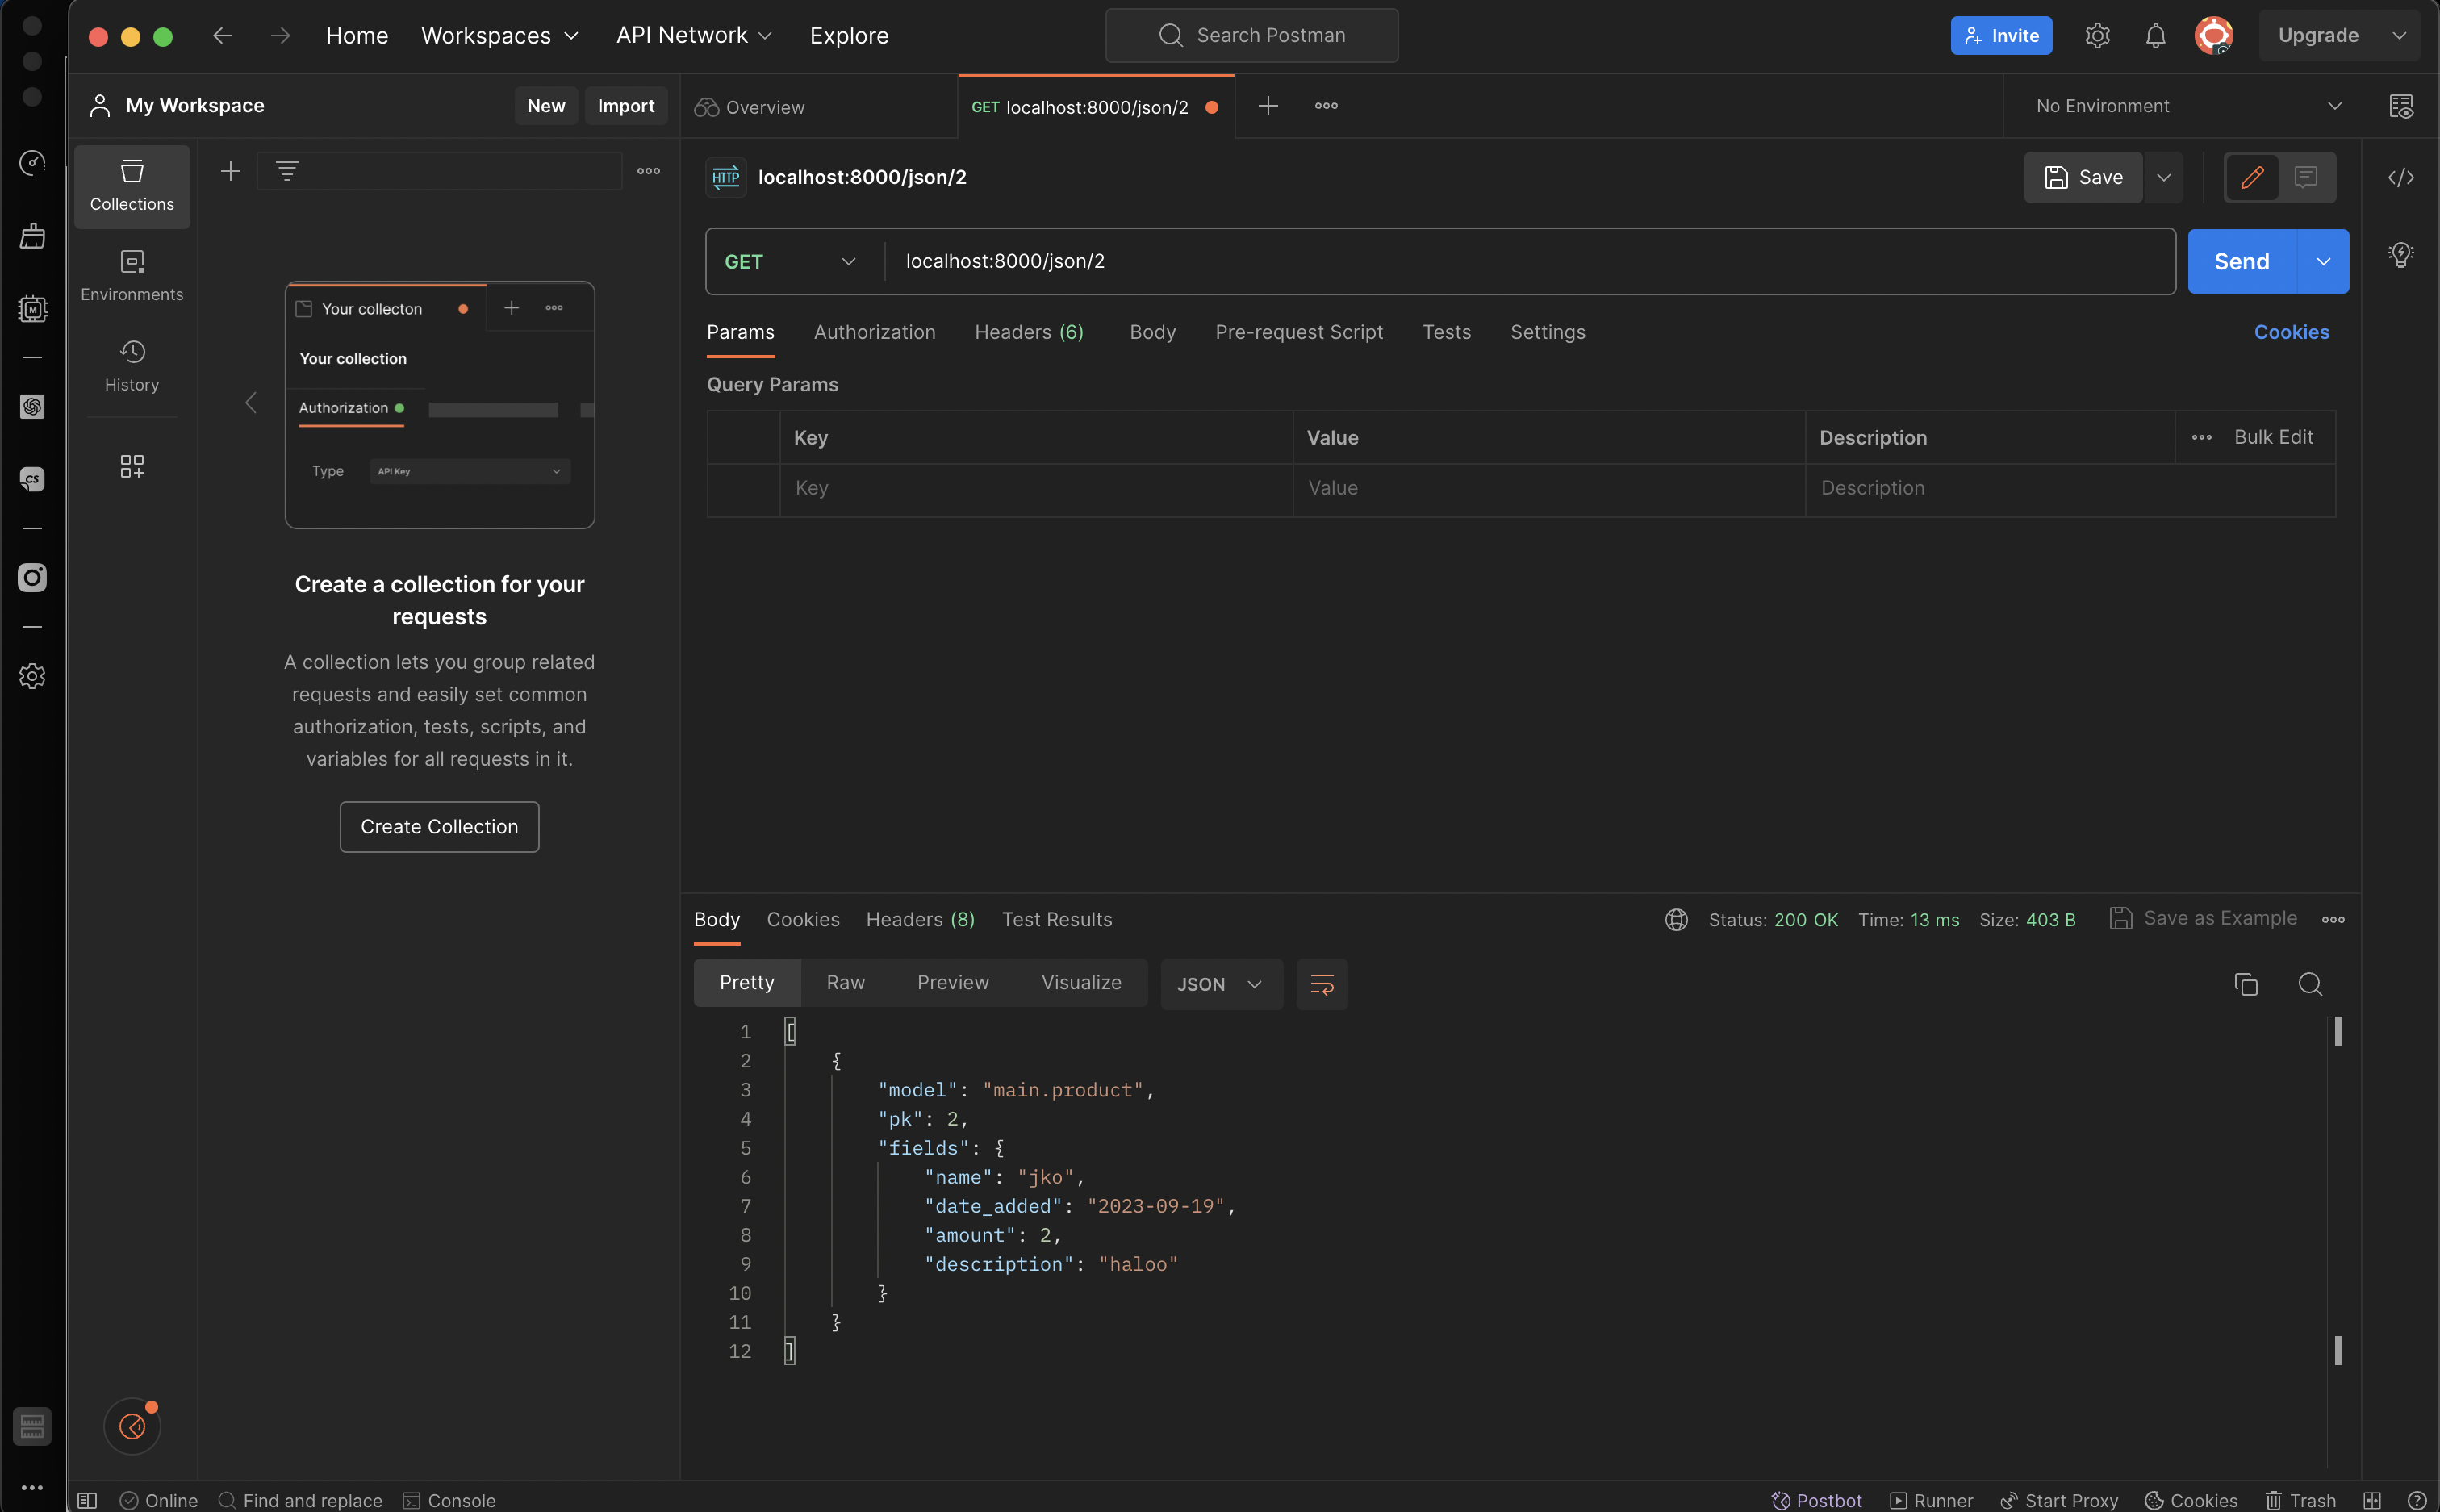 Home Workspaces API Network Explore Search Postman Invite Upgrade
My Workspace New Import Overview GET localhost:8000/json/2 No Environment
Collections
Environments
History
Your collecton
Your collection
Authorization
Type API Key
Create a collection for your
requests
A collection lets you group related
requests and easily set common
authorization, tests, scripts, and
variables for all requests in it.
Create Collection
HTTP localhost:8000/json/2 Save
GET localhost:8000/json/2 Send
Params Authorization Headers (6) Body Pre-request Script Tests Settings Cookies
Query Params
Key Value Description Bulk Edit
Key Value Description
Body Cookies Headers (8) Test Results Status: 200 OK Time: 13 ms Size: 403 B Save as Example
Pretty Raw Preview Visualize JSON
1 [
2 {
3 "model": "main.product",
4 "pk": 2,
5 "fields": {
6 "name": "jko",
7 "date_added": "2023-09-19",
8 "amount": 2,
9 "description": "haloo"
10 }
11 }
12 ]
M
CS
Online Find and replace Console Postbot Runner Start Proxy Cookies Trash